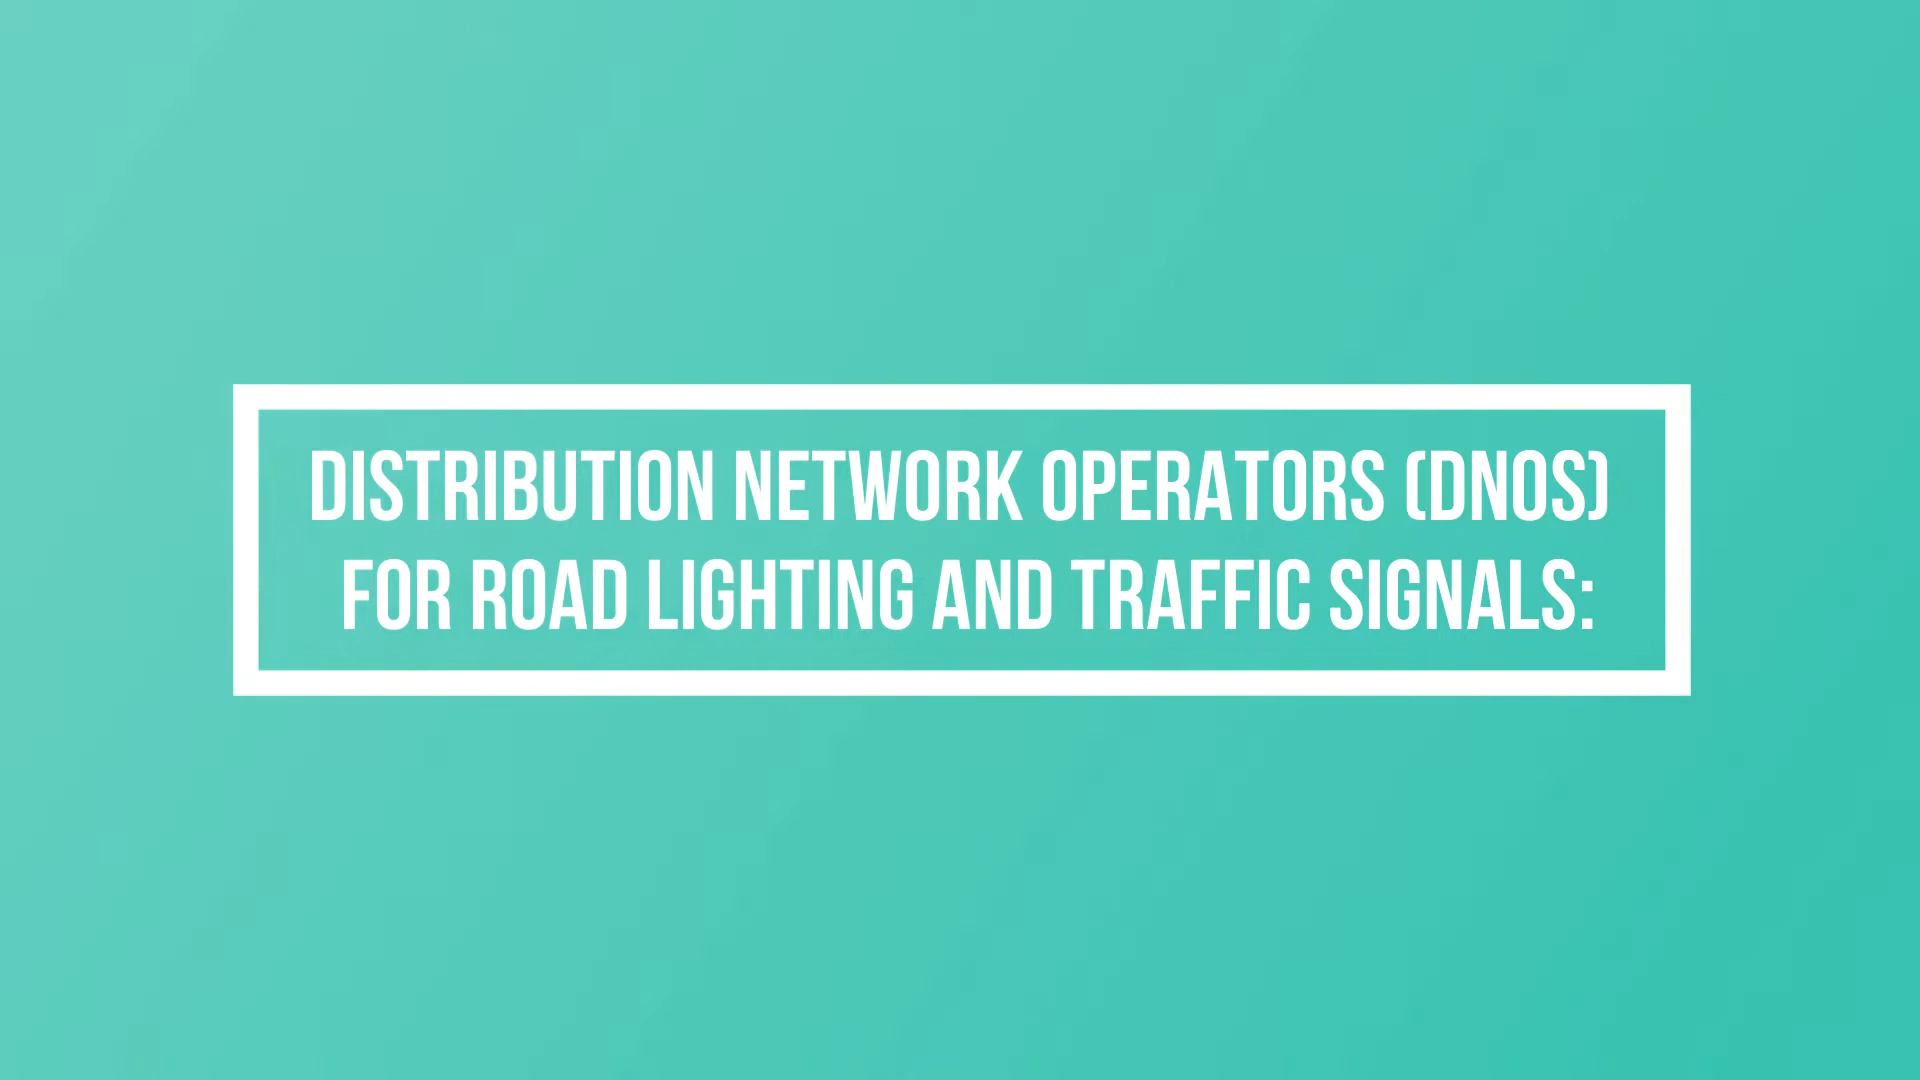 DISTRIBUTION NETWORK OPERATORS (DNOS)
FOR ROAD LIGHTING AND TRAFFIC SIGNALS: